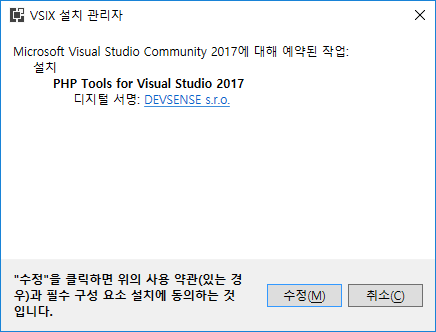 VSIX 설치 관리자
Microsoft Visual Studio Community 2017에 대해 예약된 작업:
설치
PHP Tools for Visual Studio 2017
디지털 서명: DEVSENSE s.r.o.
"수정"을 클릭하면 위의 사용 약관(있는 경
우)과 필수 구성 요소 설치에 동의하는 것
입니다.
수정(M)
취소(C)